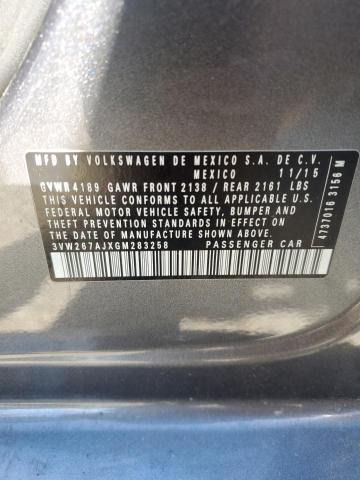 MFD BY VOLKSWAGEN DE MEXICO S.A. DE C.V.
MEXICO 11/15
GVWR 4189 GAWR FRONT 2138 / REAR 2161 LBS
THIS VEHICLE CONFORMS TO ALL APPLICABLE
FEDERAL MOTOR VEHICLE SAFETY, BUMPER AND
THEFT PREVENTION STANDARDS IN EFFECT ON
THE DATE OF MANUFACTURE SHOWN ABOVE.
3VW267AJXGM283258 PASSENGER CAR
4737016 3156 M